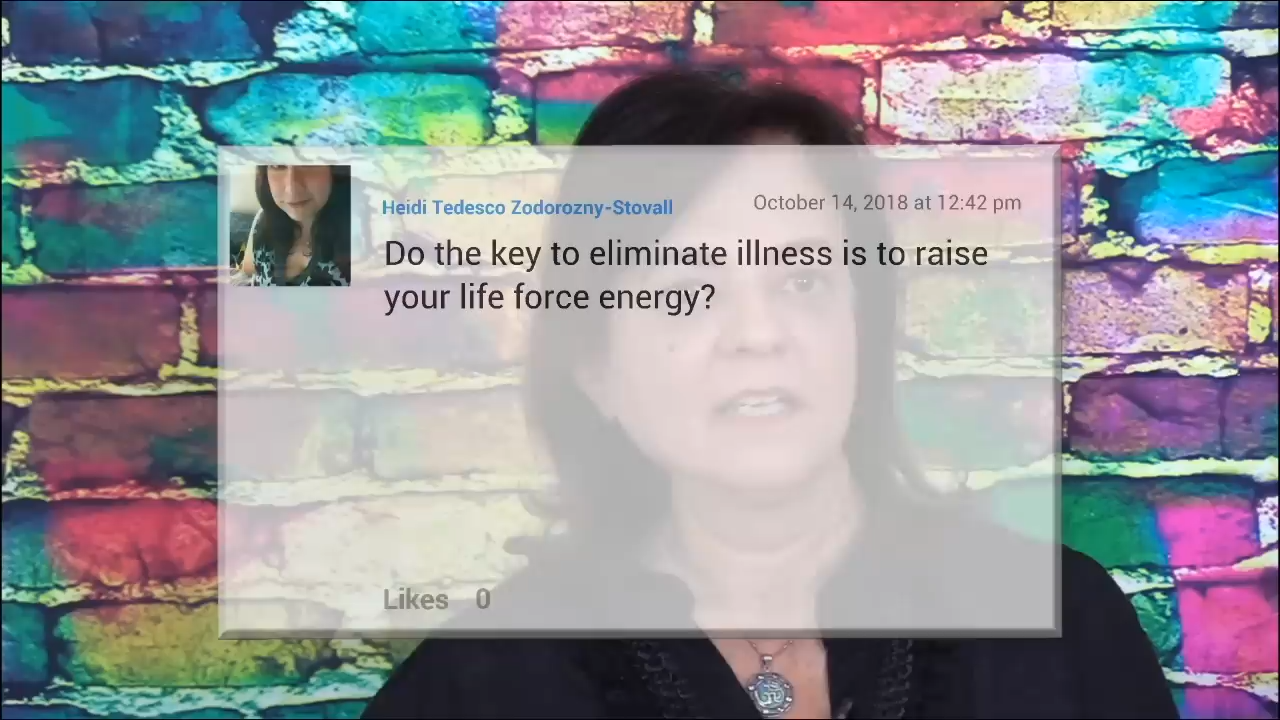 Heidi Tedesco Zodorozny-Stovall
October 14, 2018 at 12:42 pm
Do the key to eliminate illness is to raise
your life force energy?
Likes 0